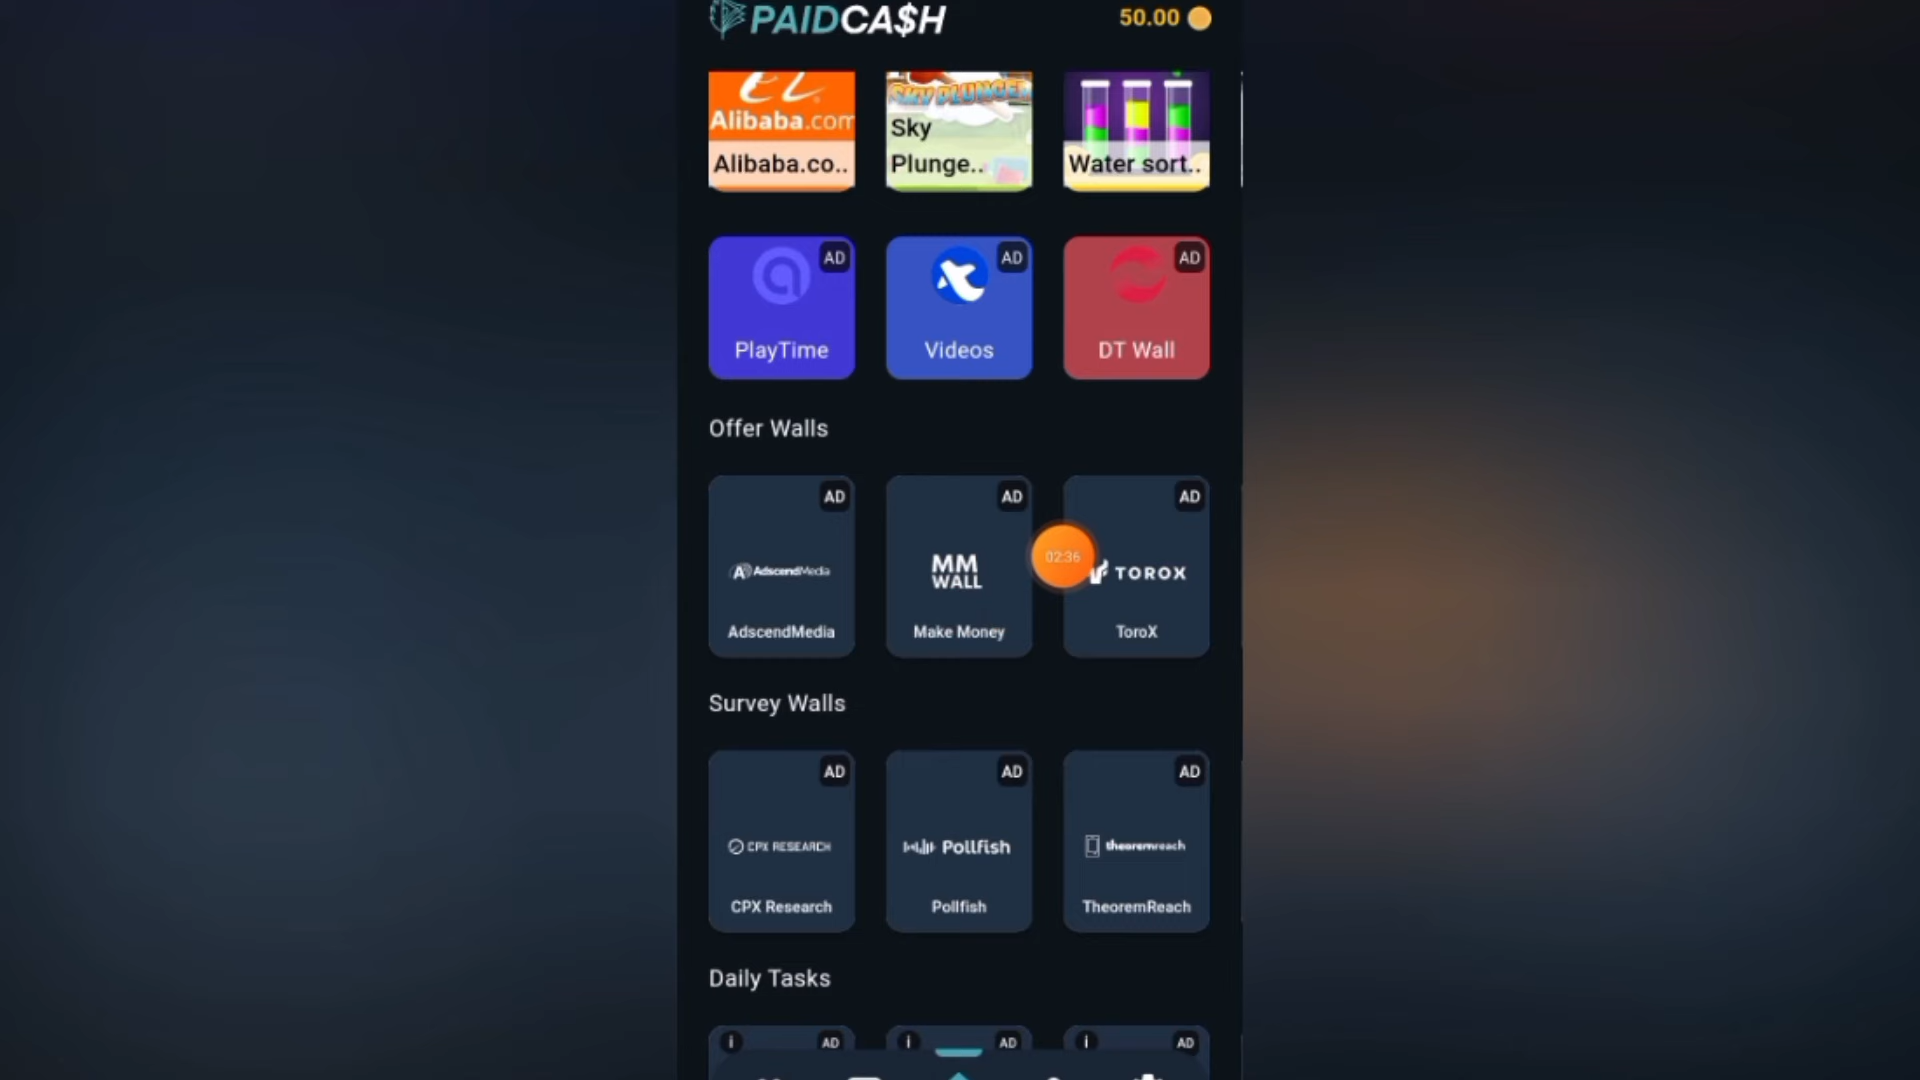 PAIDCA$H
50.00
Alibaba.com
Alibaba.co..
SKY PLUNGER
Sky
Plunge..
Water sort..
AD
AD
AD
PlayTime
Videos
DT Wall
Offer Walls
AD
AD
AD
AdscendMedia
MM
WALL
02:36
TOROX
AdscendMedia
Make Money
ToroX
Survey Walls
AD
AD
AD
CPX RESEARCH
Pollfish
theoremreach
CPX Research
Pollfish
TheoremReach
Daily Tasks
i
AD
i
AD
i
AD